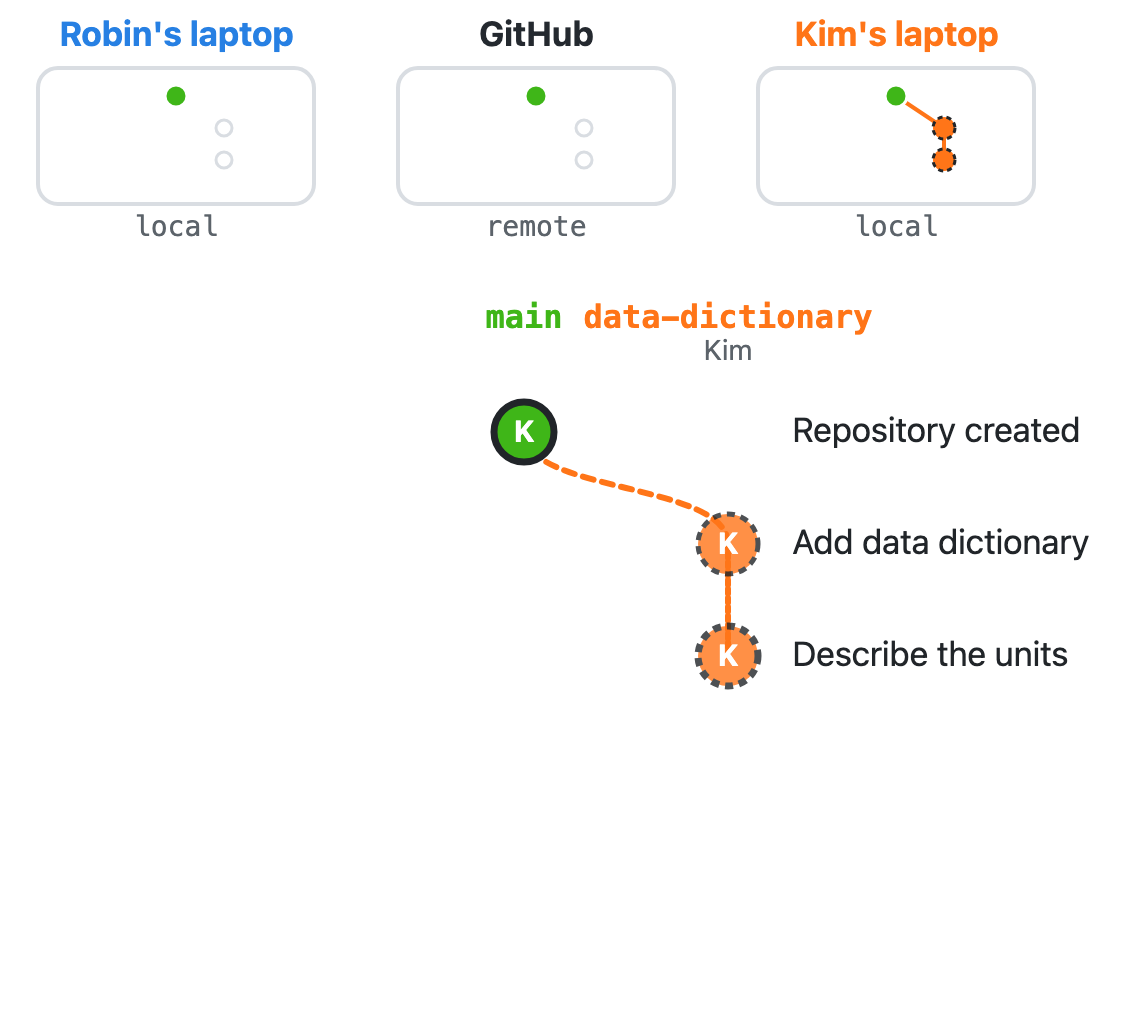 Robin's laptop GitHub Kim's laptop
local remote local
main data-dictionary
Kim
K Repository created
K Add data dictionary
K Describe the units